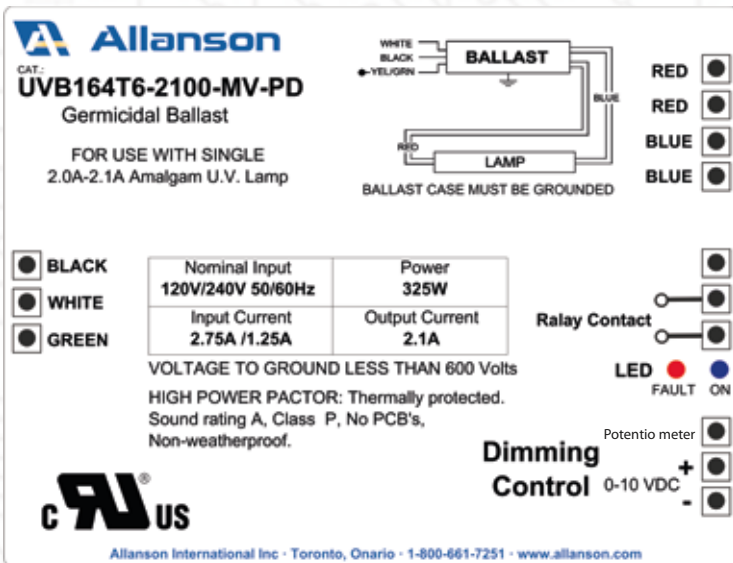 Allanson
CAT.:
UVB164T6-2100-MV-PD
Germicidal Ballast
FOR USE WITH SINGLE
2.0A-2.1A Amalgam U.V. Lamp
WHITE
BLACK
YEL/GRN
BALLAST
BLUE
RED
LAMP
BALLAST CASE MUST BE GROUNDED
RED
RED
BLUE
BLUE
BLACK
WHITE
GREEN
Nominal Input
120V/240V 50/60Hz
Power
325W
Input Current
2.75A /1.25A
Output Current
2.1A
VOLTAGE TO GROUND LESS THAN 600 Volts
HIGH POWER PACTOR: Thermally protected.
Sound rating A, Class P, No PCB's,
Non-weatherproof.
Ralay Contact
LED
FAULT
ON
Potentio meter
Dimming
Control
0-10 VDC
+
-
c RU ® US
Allanson International Inc · Toronto, Onario · 1-800-661-7251 · www.allanson.com